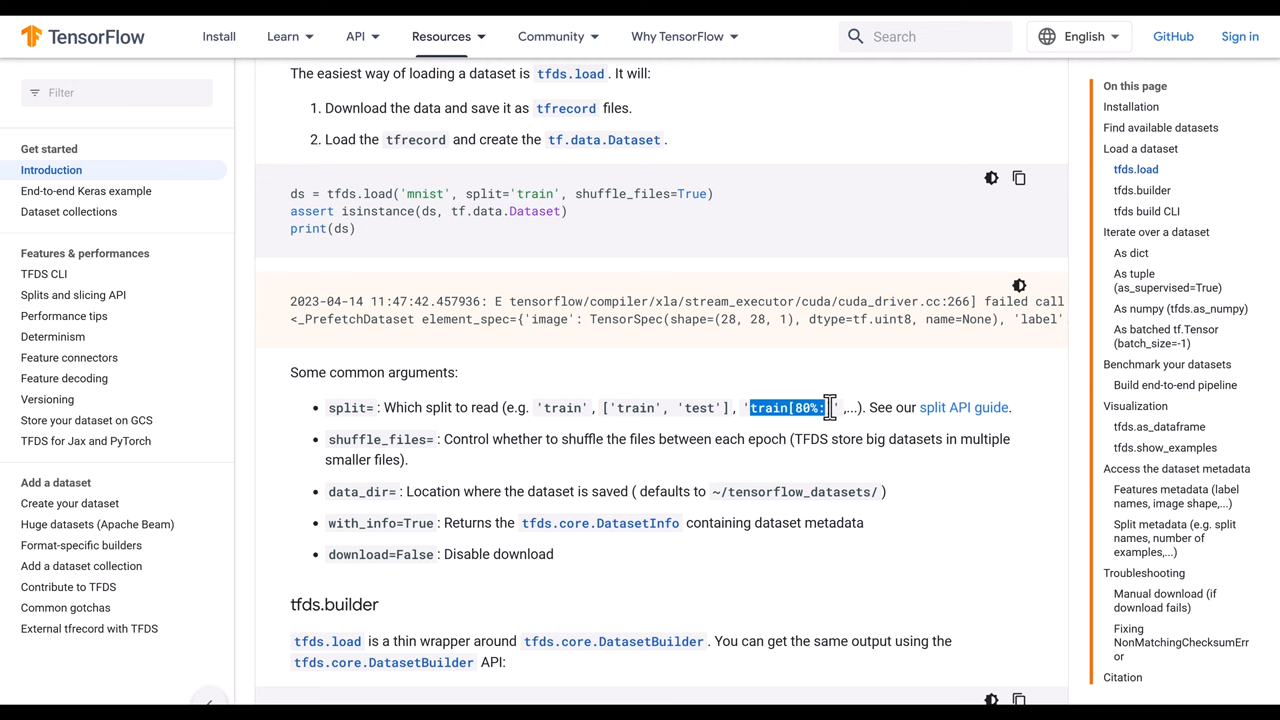 TensorFlow
Install
Learn
API
Resources
Community
Why TensorFlow
Search
English
GitHub
Sign in
Filter
Get started
Introduction
End-to-end Keras example
Dataset collections
Features & performances
TFDS CLI
Splits and slicing API
Performance tips
Determinism
Feature connectors
Feature decoding
Versioning
Store your dataset on GCS
TFDS for Jax and PyTorch
Add a dataset
Create your dataset
Huge datasets (Apache Beam)
Format-specific builders
Add a dataset collection
Contribute to TFDS
Common gotchas
External tfrecord with TFDS
The easiest way of loading a dataset is tfds.load. It will:
1. Download the data and save it as tfrecord files.
2. Load the tfrecord and create the tf.data.Dataset.
ds = tfds.load('mnist', split='train', shuffle_files=True)
assert isinstance(ds, tf.data.Dataset)
print(ds)
2023-04-14 11:47:42.457936: E tensorflow/compiler/xla/stream_executor/cuda/cuda_driver.cc:266] failed call
<_PrefetchDataset element_spec={'image': TensorSpec(shape=(28, 28, 1), dtype=tf.uint8, name=None), 'label'
Some common arguments:
• split=: Which split to read (e.g. 'train', ['train', 'test'], 'train[80%:]',...). See our split API guide.
• shuffle_files=: Control whether to shuffle the files between each epoch (TFDS store big datasets in multiple
smaller files).
• data_dir=: Location where the dataset is saved ( defaults to ~/tensorflow_datasets/)
• with_info=True: Returns the tfds.core.DatasetInfo containing dataset metadata
• download=False: Disable download
tfds.builder
tfds.load is a thin wrapper around tfds.core.DatasetBuilder. You can get the same output using the
tfds.core.DatasetBuilder API:
On this page
Installation
Find available datasets
Load a dataset
tfds.load
tfds.builder
tfds build CLI
Iterate over a dataset
As dict
As tuple
(as_supervised=True)
As numpy (tfds.as_numpy)
As batched tf.Tensor
(batch_size=-1)
Benchmark your datasets
Build end-to-end pipeline
Visualization
tfds.as_dataframe
tfds.show_examples
Access the dataset metadata
Features metadata (label
names, image shape,...)
Split metadata (e.g. split
names, number of
examples,...)
Troubleshooting
Manual download (if
download fails)
Fixing
NonMatchingChecksumErr
or
Citation